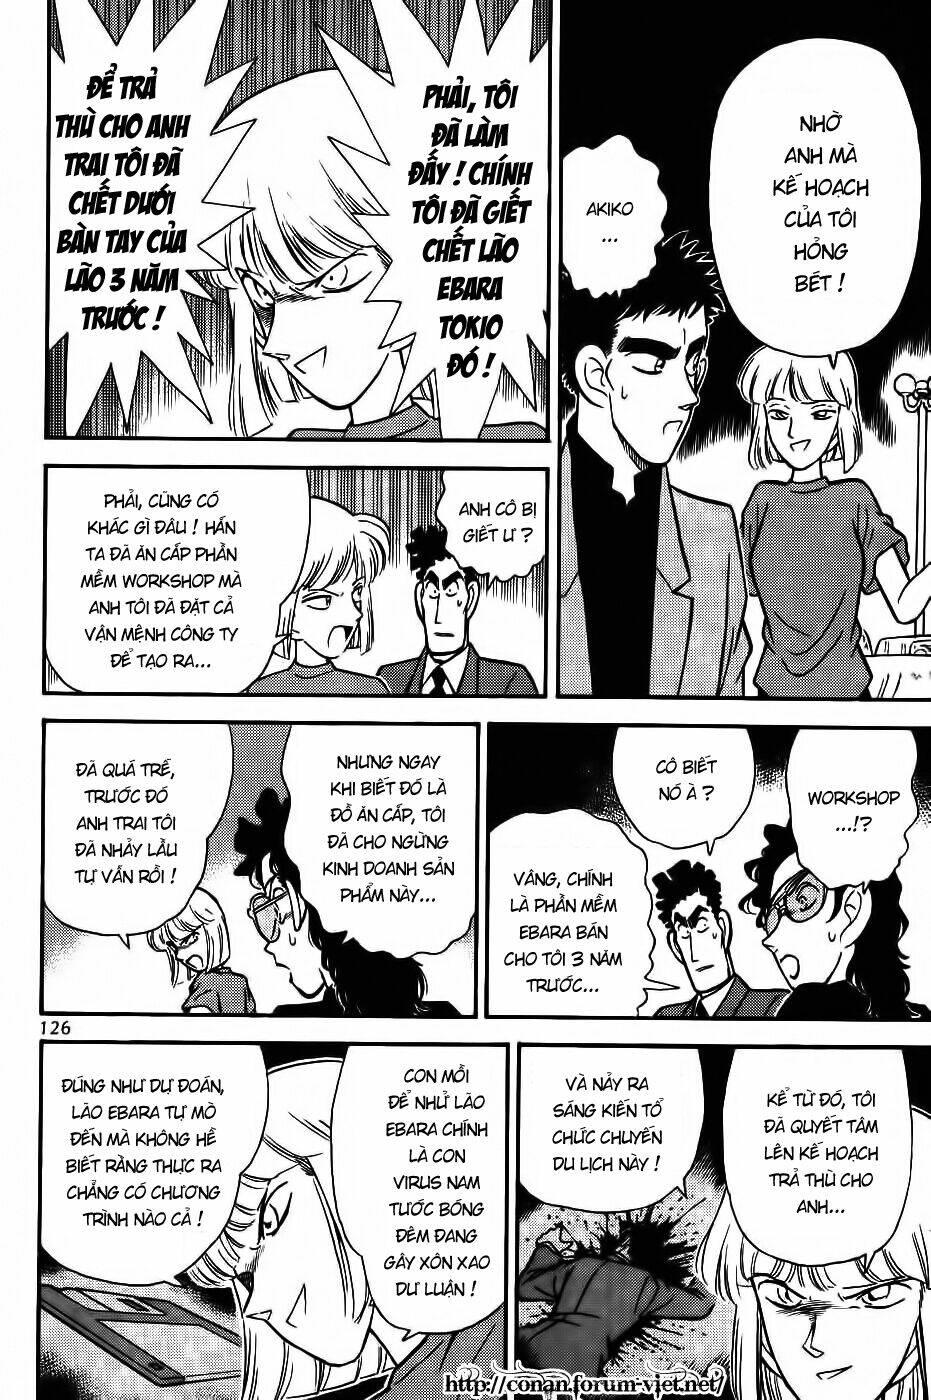 NHỜ
ANH MÀ
KẾ HOẠCH
CỦA TÔI
HỎNG
BÉT !
AKIKO
...
PHẢI, TÔI
ĐÃ LÀM
ĐẤY ! CHÍNH
TÔI ĐÃ GIẾT
CHẾT LÃO
EBARA
TOKIO
ĐÓ !
ĐỂ TRẢ
THÙ CHO ANH
TRAI TÔI ĐÃ
CHẾT DƯỚI
BÀN TAY CỦA
LÃO 3 NĂM
TRƯỚC !
ANH CÔ BỊ
GIẾT Ư ?
PHẢI, CŨNG CÓ
KHÁC GÌ ĐÂU ! HẮN
TA ĐÃ ĂN CẮP PHẦN
MỀM WORKSHOP MÀ
ANH TÔI ĐÃ ĐẶT CẢ
VẬN MỆNH CÔNG TY
ĐỂ TẠO RA...
WORKSHOP
...!?
CÔ BIẾT
NÓ À ?
VÂNG, CHÍNH
LÀ PHẦN MỀM
EBARA BÁN
CHO TÔI 3 NĂM
TRƯỚC...
NHƯNG NGAY
KHI BIẾT ĐÓ LÀ
ĐỒ ĂN CẮP, TÔI
ĐÃ CHO NGỪNG
KINH DOANH SẢN
PHẨM NÀY...
ĐÃ QUÁ TRỄ,
TRƯỚC ĐÓ
ANH TRAI TÔI
ĐÃ NHẢY LẦU
TỰ VẪN RỒI !
126
KỂ TỪ ĐÓ, TÔI
ĐÃ QUYẾT TÂM
LÊN KẾ HOẠCH
TRẢ THÙ CHO
ANH...
VÀ NẢY RA
SÁNG KIẾN TỔ
CHỨC CHUYẾN
DU LỊCH NÀY !
CON MỒI
ĐỂ NHỬ LÃO
EBARA CHÍNH
LÀ CON
VIRUS NAM
TƯỚC BÓNG
ĐÊM ĐANG
GÂY XÔN XAO
DƯ LUẬN !
ĐÚNG NHƯ DỰ ĐOÁN,
LÃO EBARA TỰ MÒ
ĐẾN MÀ KHÔNG HỀ
BIẾT RẰNG THỰC RA
CHẲNG CÓ CHƯƠNG
TRÌNH NÀO CẢ !
http://conan.forum-viet.net/